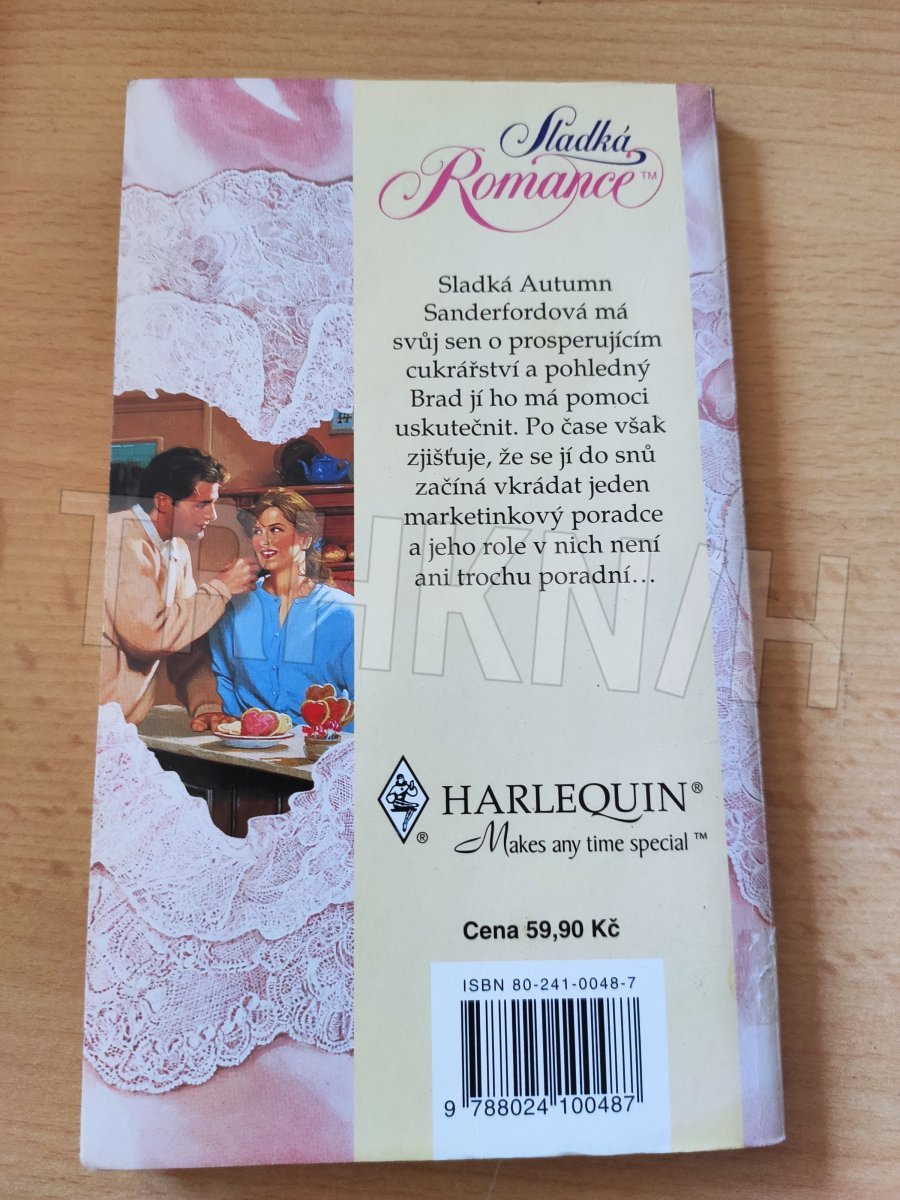 Sladká
Romance™
Sladká Autumn
Sanderfordová má
svůj sen o prosperujícím
cukrářství a pohledný
Brad jí ho má pomoci
uskutečnit. Po čase však
zjišťuje, že se jí do snů
začíná vkrádat jeden
marketinkový poradce
a jeho role v nich není
ani trochu poradní…
TRHKNIH
HARLEQUIN®
®
Makes any time special™
Cena 59,90 Kč
ISBN 80-241-0048-7
9 788024 100487